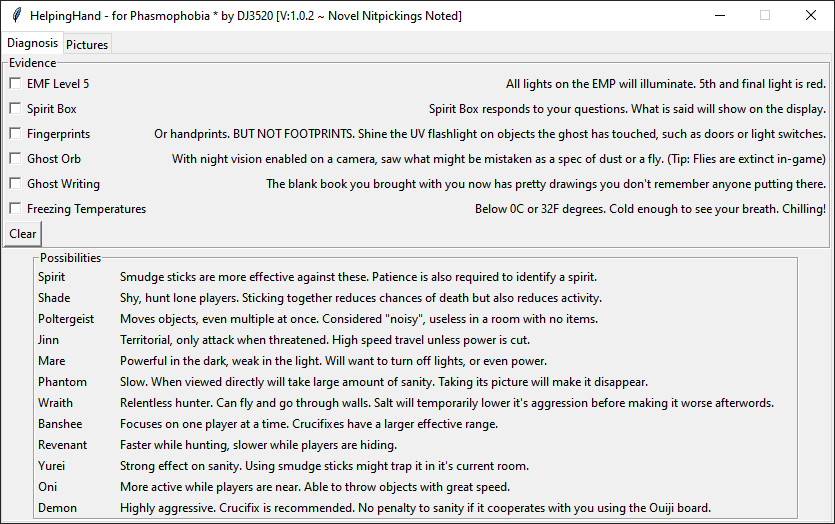 HelpingHand - for Phasmophobia * by DJ3520 [V:1.0.2 ~ Novel Nitpickings Noted]
Diagnosis Pictures
Evidence
EMF Level 5 All lights on the EMP will illuminate. 5th and final light is red.
Spirit Box Spirit Box responds to your questions. What is said will show on the display.
Fingerprints Or handprints. BUT NOT FOOTPRINTS. Shine the UV flashlight on objects the ghost has touched, such as doors or light switches.
Ghost Orb With night vision enabled on a camera, saw what might be mistaken as a spec of dust or a fly. (Tip: Flies are extinct in-game)
Ghost Writing The blank book you brought with you now has pretty drawings you don't remember anyone putting there.
Freezing Temperatures Below 0C or 32F degrees. Cold enough to see your breath. Chilling!
Clear
Possibilities
Spirit Smudge sticks are more effective against these. Patience is also required to identify a spirit.
Shade Shy, hunt lone players. Sticking together reduces chances of death but also reduces activity.
Poltergeist Moves objects, even multiple at once. Considered "noisy", useless in a room with no items.
Jinn Territorial, only attack when threatened. High speed travel unless power is cut.
Mare Powerful in the dark, weak in the light. Will want to turn off lights, or even power.
Phantom Slow. When viewed directly will take large amount of sanity. Taking its picture will make it disappear.
Wraith Relentless hunter. Can fly and go through walls. Salt will temporarily lower it's aggression before making it worse afterwords.
Banshee Focuses on one player at a time. Crucifixes have a larger effective range.
Revenant Faster while hunting, slower while players are hiding.
Yurei Strong effect on sanity. Using smudge sticks might trap it in it's current room.
Oni More active while players are near. Able to throw objects with great speed.
Demon Highly aggressive. Crucifix is recommended. No penalty to sanity if it cooperates with you using the Ouiji board.